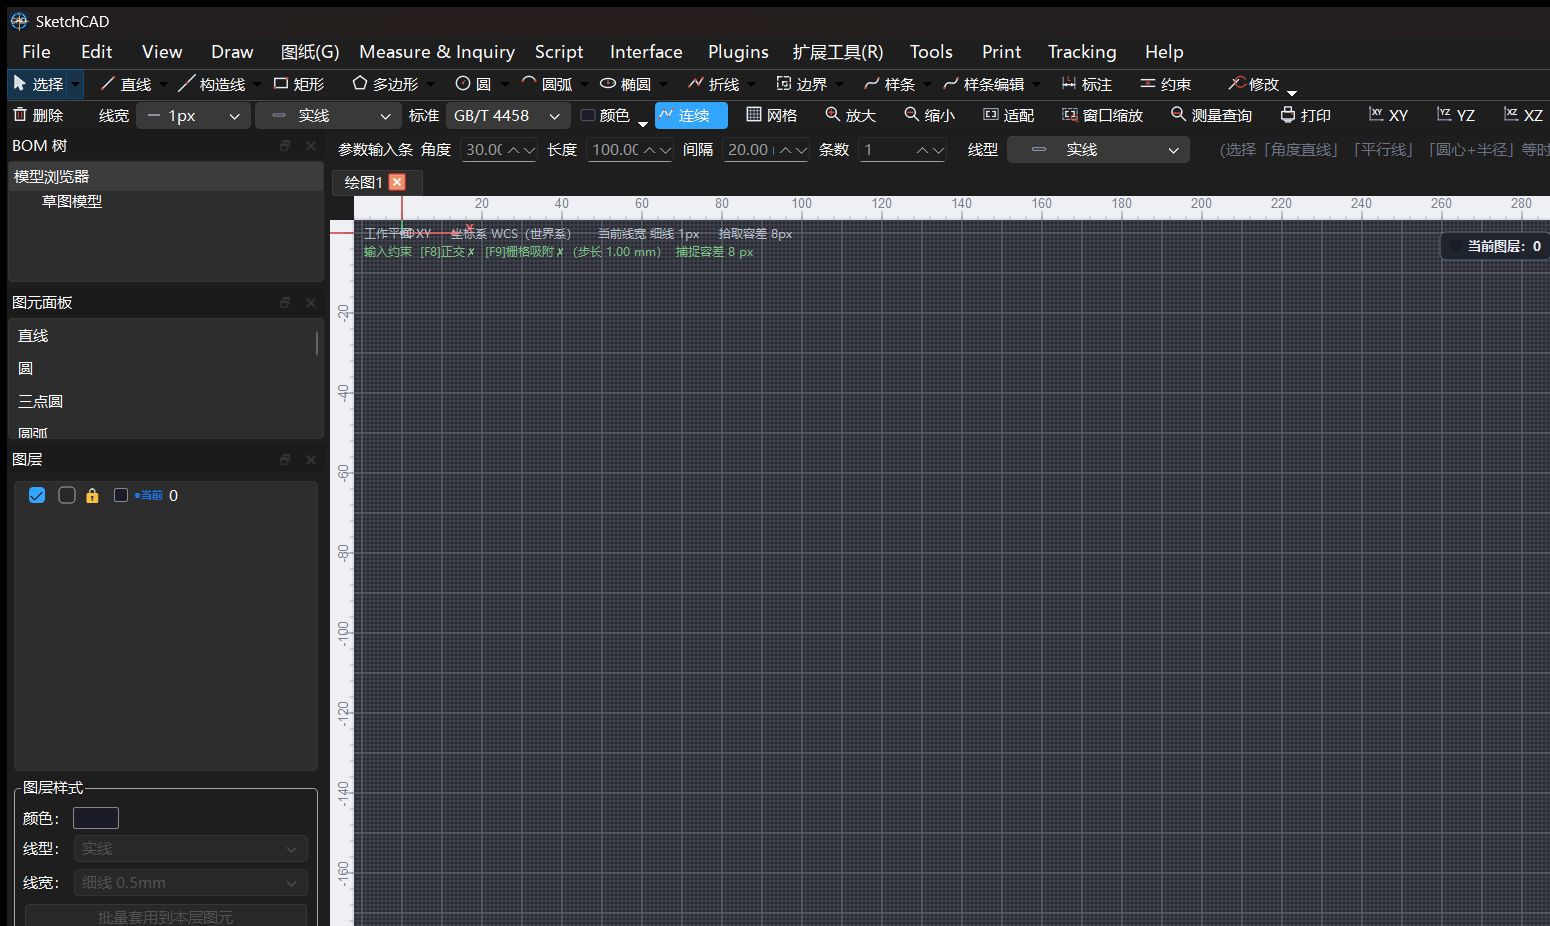 SketchCAD
File Edit View Draw 图纸(G) Measure & Inquiry Script Interface Plugins 扩展工具(R) Tools Print Tracking Help
选择 直线 构造线 矩形 多边形 圆 圆弧 椭圆 折线 边界 样条 样条编辑 标注 约束 修改
删除 线宽 1px 实线 标准 GB/T 4458 颜色 连续 网格 放大 缩小 适配 窗口缩放 测量查询 打印 XY XY YZ YZ XZ XZ
BOM 树
参数输入条 角度 30.00 长度 100.00 间隔 20.00 条数 1 线型 实线 (选择「角度直线」「平行线」「圆心+半径」等时
模型浏览器
草图模型
绘图1
20 40 60 80 100 120 140 160 180 200 220 240 260 280
工作平面 XY 坐标系 WCS（世界系） 当前线宽 细线 1px 拾取容差 8px
X
输入约束 [F8]正交✗ [F9]栅格吸附✗（步长 1.00 mm） 捕捉容差 8 px
当前图层：0
图元面板
直线
圆
三点圆
圆弧
图层
●当前 0
图层样式
颜色：
线型： 实线
线宽： 细线 0.5mm
批量套用到本层图元
-20
-40
-60
-80
-100
-120
-140
-160